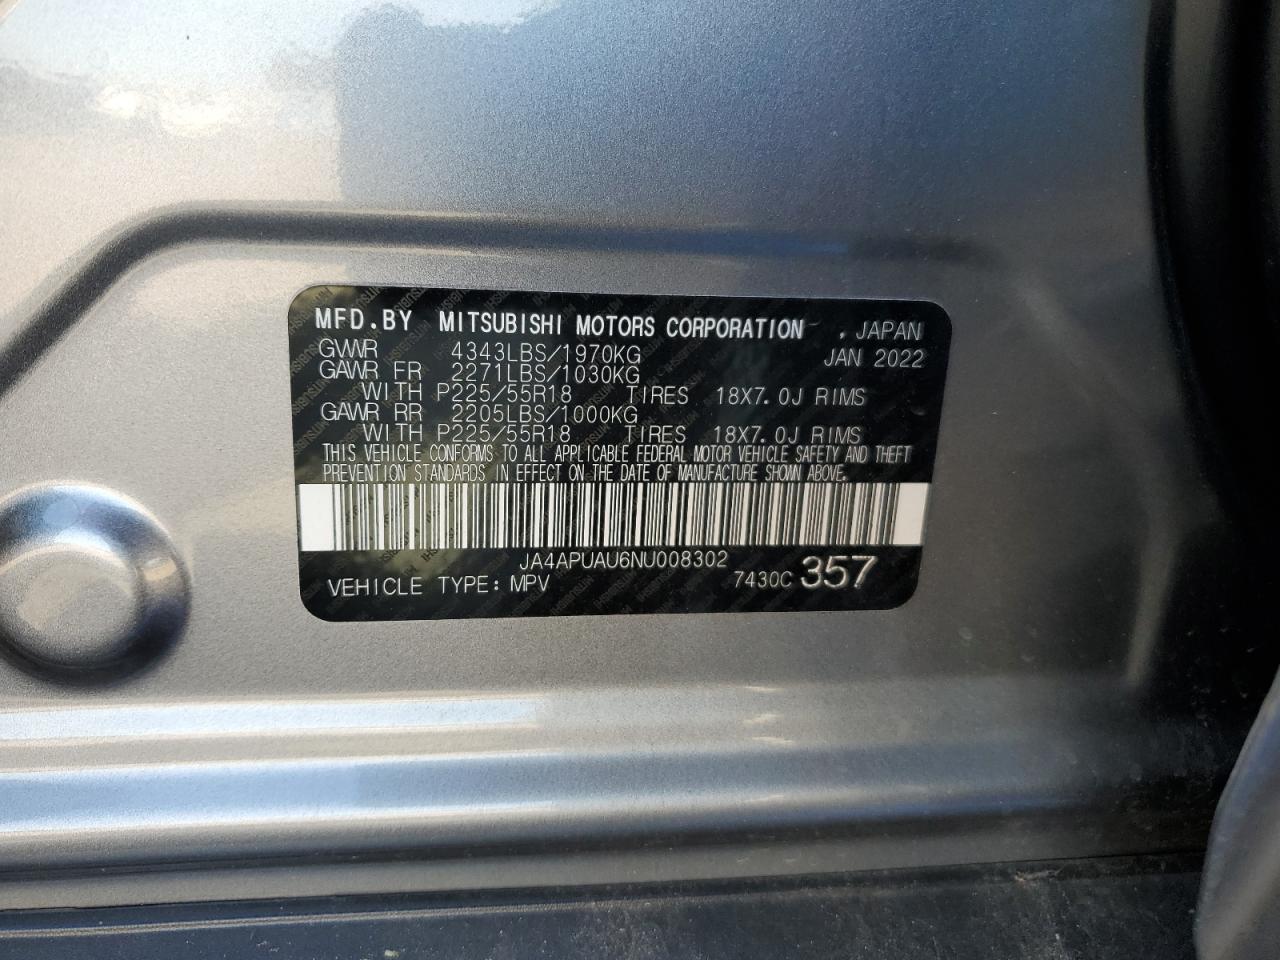 MFD.BY MITSUBISHI MOTORS CORPORATION . JAPAN
GVWR 4343LBS/1970KG JAN 2022
GAWR FR 2271LBS/1030KG
WITH P225/55R18 TIRES 18X7.0J RIMS
GAWR RR 2205LBS/1000KG
WITH P225/55R18 TIRES 18X7.0J RIMS
THIS VEHICLE CONFORMS TO ALL APPLICABLE FEDERAL MOTOR VEHICLE SAFETY AND THEFT
PREVENTION STANDARDS IN EFFECT ON THE DATE OF MANUFACTURE SHOWN ABOVE.
JA4APUAU6NU008302
VEHICLE TYPE: MPV 7430C 357